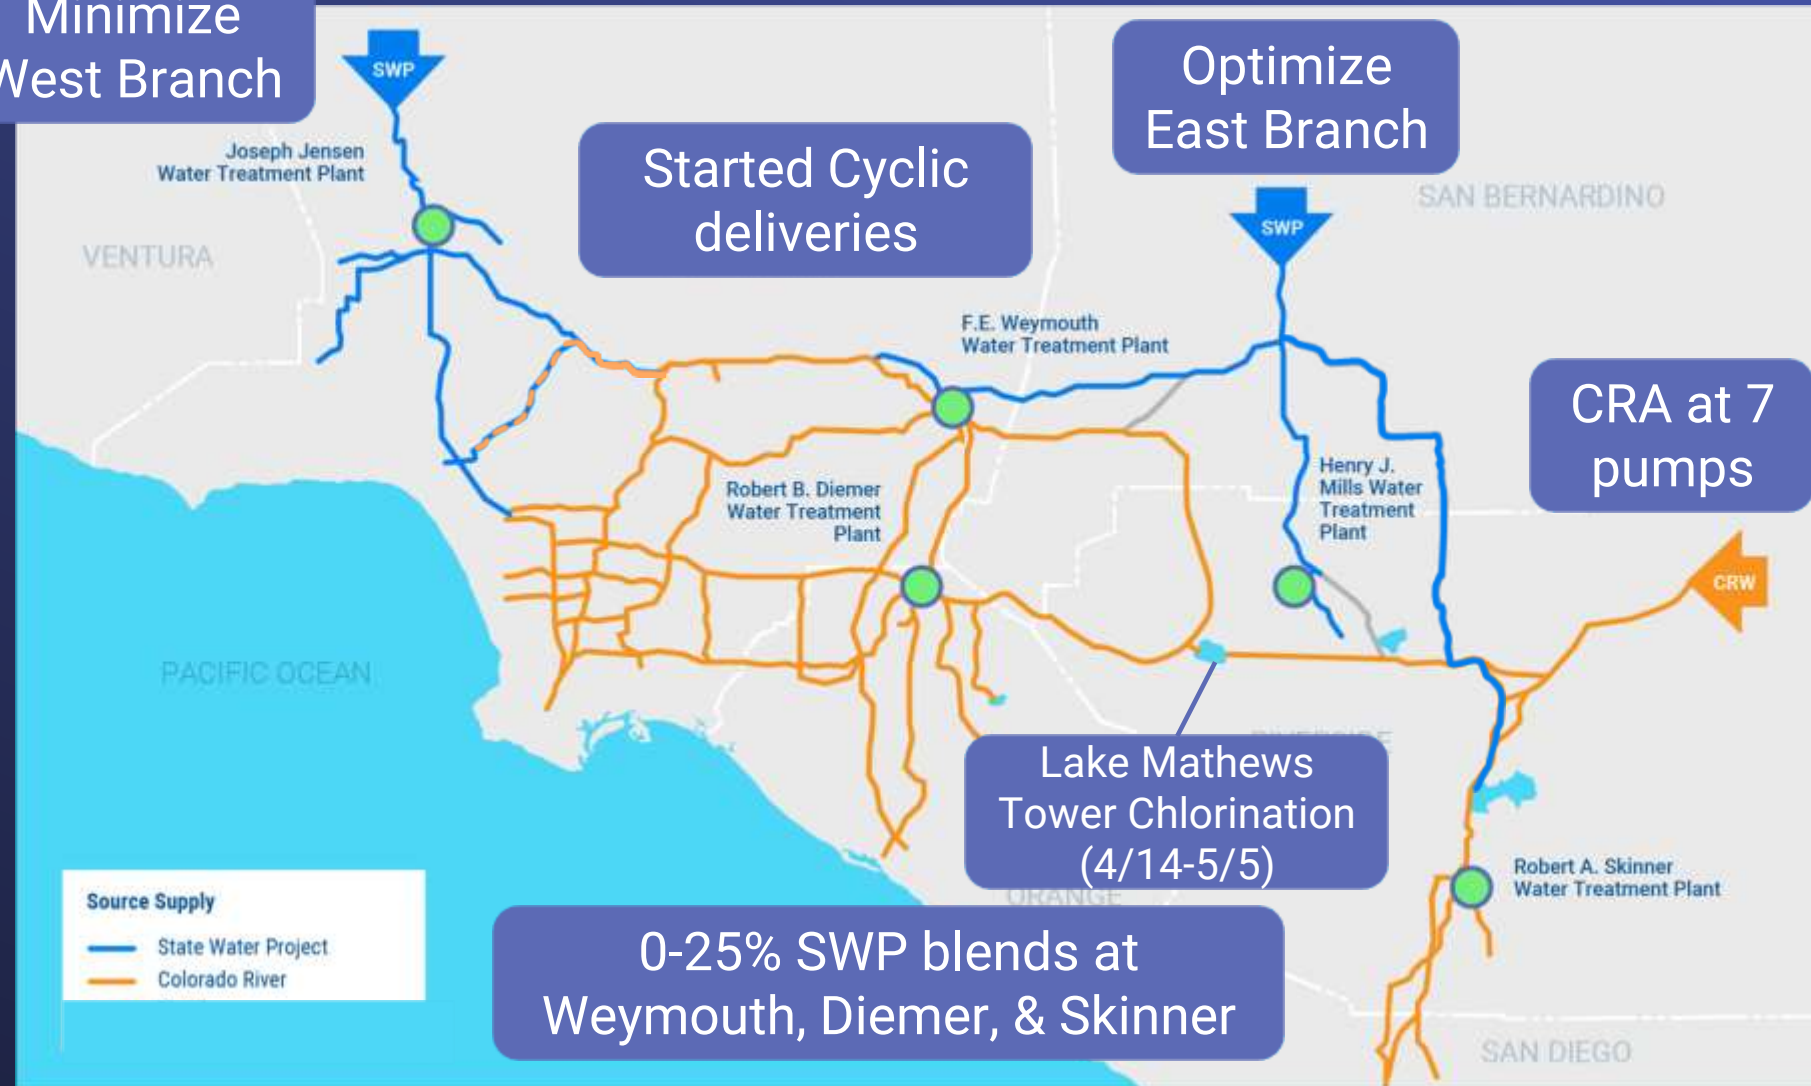 Minimize
West Branch
SWP
Optimize
East Branch
Joseph Jensen
Water Treatment Plant
Started Cyclic
deliveries
SAN BERNARDINO
SWP
VENTURA
F.E. Weymouth
Water Treatment Plant
CRA at 7
pumps
Henry J.
Mills Water
Treatment
Plant
Robert B. Diemer
Water Treatment
Plant
CRW
PACIFIC OCEAN
RIVERSIDE
Lake Mathews
Tower Chlorination
(4/14-5/5)
Robert A. Skinner
Water Treatment Plant
ORANGE
Source Supply
State Water Project
Colorado River
0-25% SWP blends at
Weymouth, Diemer, & Skinner
SAN DIEGO